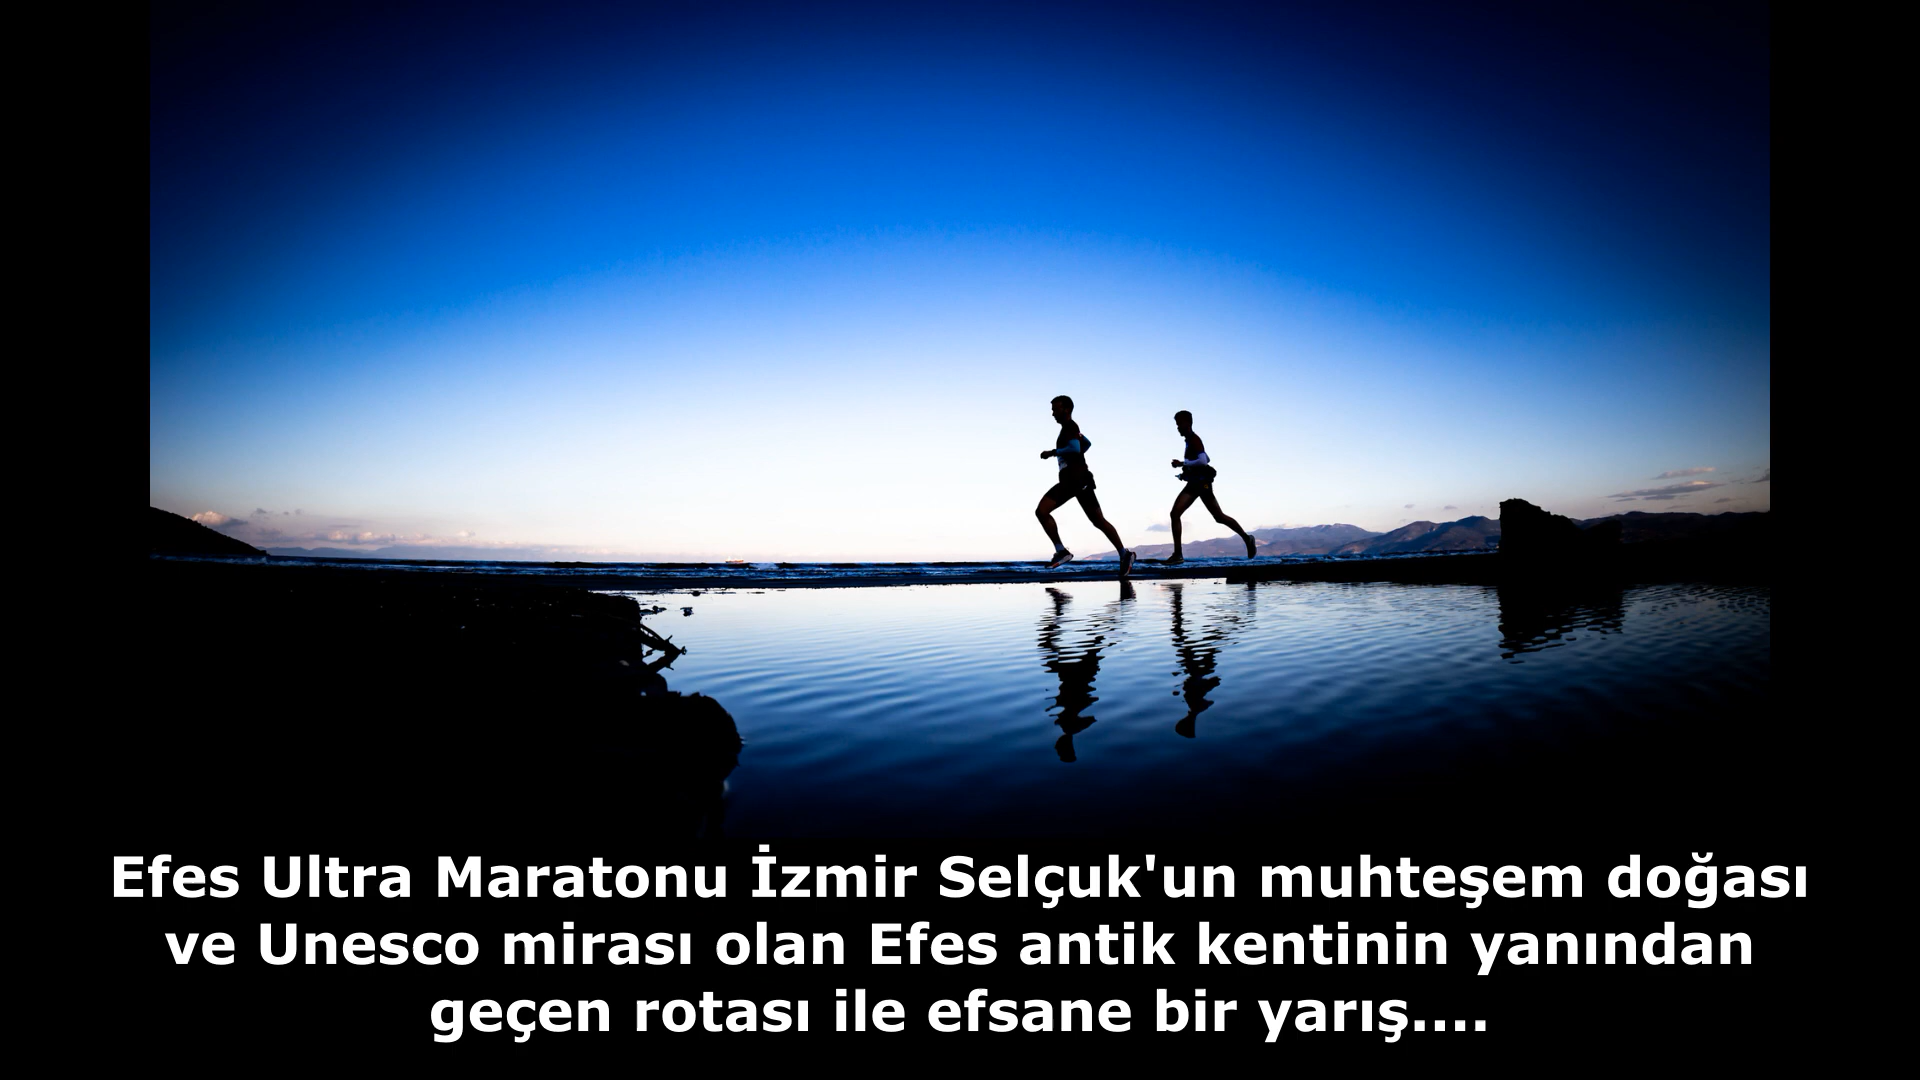 Efes Ultra Maratonu İzmir Selçuk'un muhteşem doğası
ve Unesco mirası olan Efes antik kentinin yanından
geçen rotası ile efsane bir yarış....